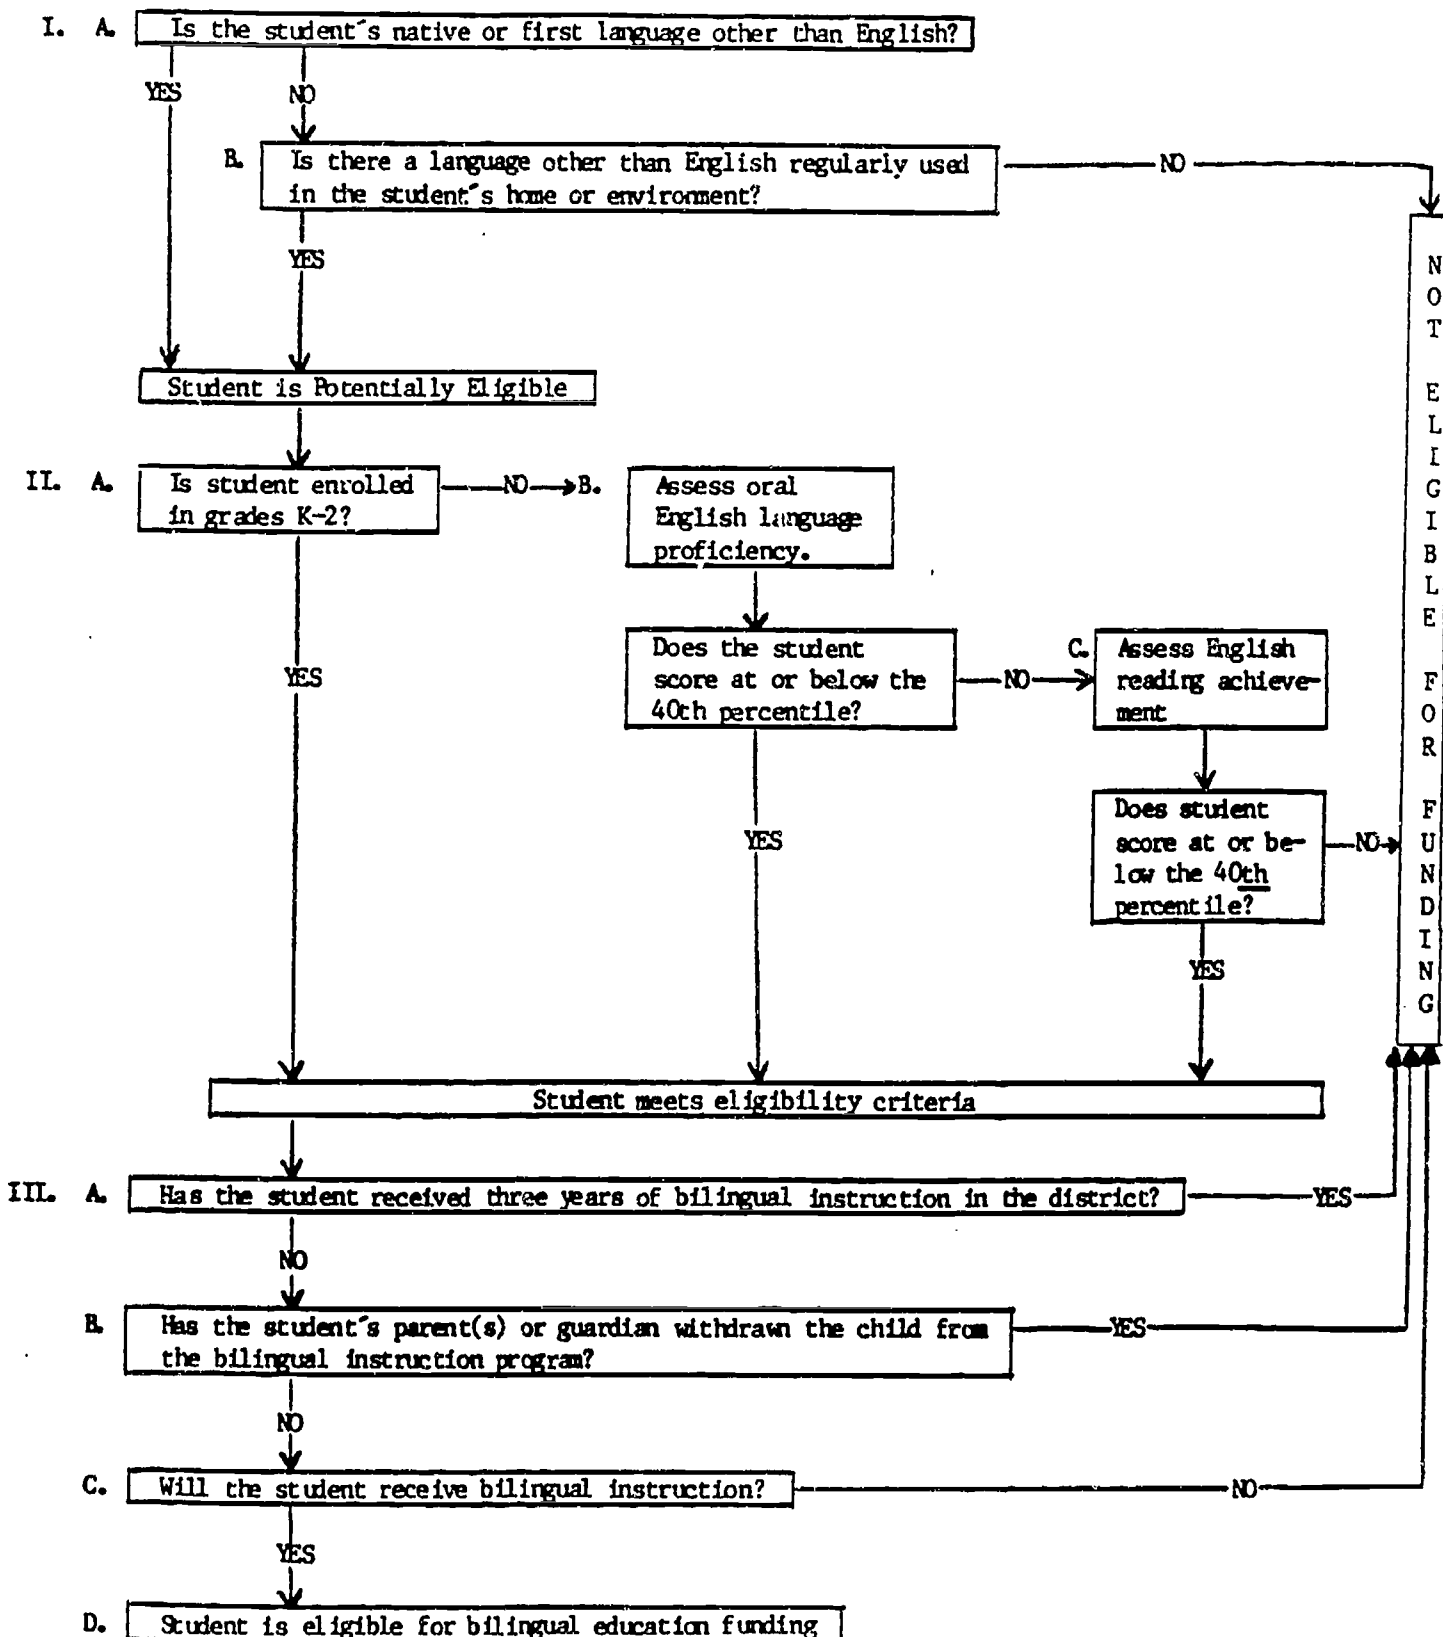 I. A. Is the student´s native or first language other than English?
YES
NO
B. Is there a language other than English regularly used
in the student´s home or environment?
NO
YES
Student is Potentially Eligible
II. A. Is student enrolled
in grades K-2?
NO
B. Assess oral
English language
proficiency.
Does the student
score at or below the
40th percentile?
NO
C. Assess English
reading achieve-
ment
Does student
score at or be-
low the 40th
percentile?
NO
YES
YES
YES
NOT ELIGIBLE FOR FUNDING
Student meets eligibility criteria
III. A. Has the student received three years of bilingual instruction in the district?
YES
NO
B. Has the student´s parent(s) or guardian withdrawn the child from
the bilingual instruction program?
YES
NO
C. Will the student receive bilingual instruction?
NO
YES
D. Student is eligible for bilingual education funding